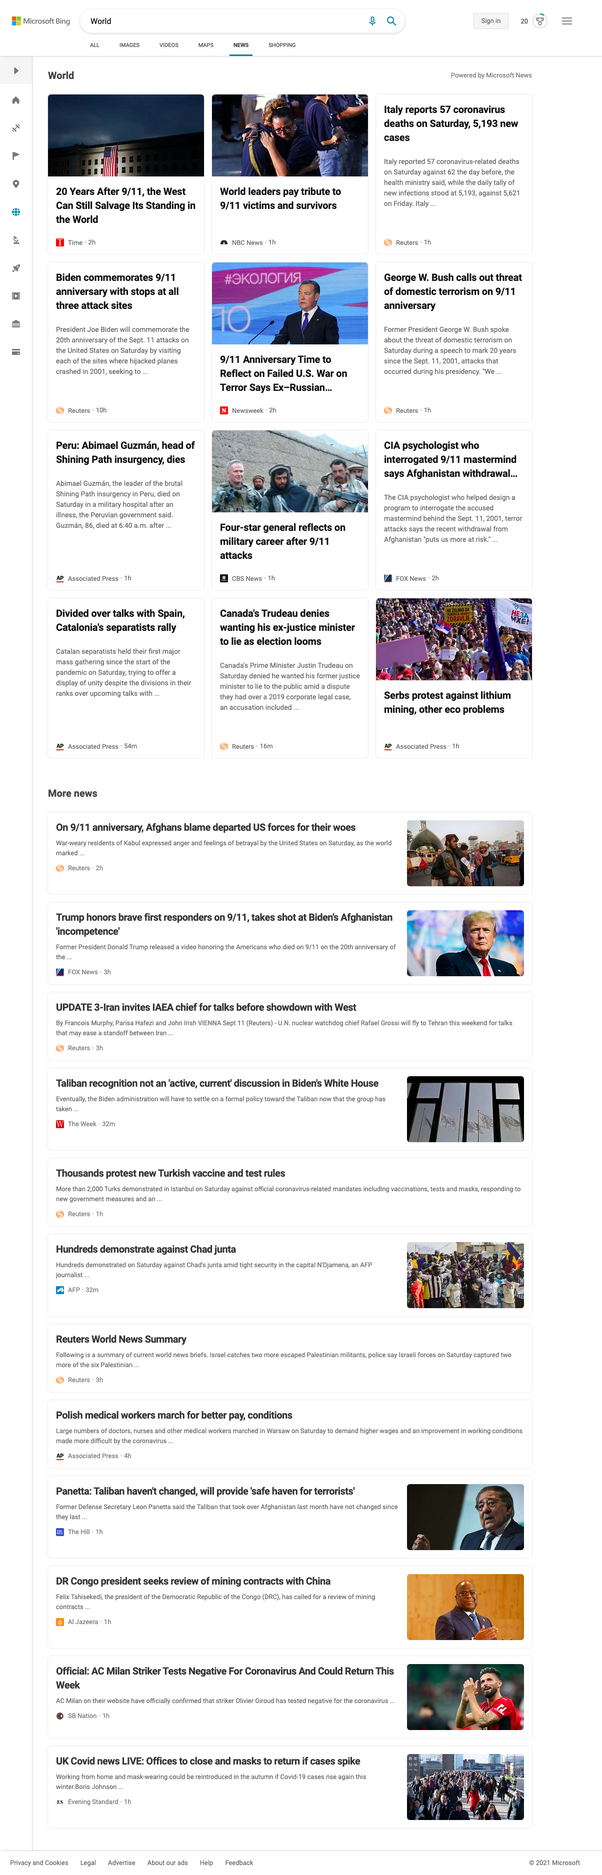 Microsoft Bing
World
Sign in
20
ALL
IMAGES
VIDEOS
MAPS
NEWS
SHOPPING
World
Powered by Microsoft News
20 Years After 9/11, the West
Can Still Salvage Its Standing in
the World
Time · 2h
World leaders pay tribute to
9/11 victims and survivors
NBC News · 1h
Italy reports 57 coronavirus
deaths on Saturday, 5,193 new
cases
Italy reported 57 coronavirus-related deaths
on Saturday against 62 the day before, the
health ministry said, while the daily tally of
new infections stood at 5,193, against 5,621
on Friday. Italy ...
Reuters · 1h
Biden commemorates 9/11
anniversary with stops at all
three attack sites
President Joe Biden will commemorate the
20th anniversary of the Sept. 11 attacks on
the United States on Saturday by visiting
each of the sites where hijacked planes
crashed in 2001, seeking to ...
Reuters · 10h
#ЭКОЛОГИЯ
9/11 Anniversary Time to
Reflect on Failed U.S. War on
Terror Says Ex–Russian...
Newsweek · 2h
George W. Bush calls out threat
of domestic terrorism on 9/11
anniversary
Former President George W. Bush spoke
about the threat of domestic terrorism on
Saturday during a speech to mark 20 years
since the Sept. 11, 2001, attacks that
occurred during his presidency. "We ...
Reuters · 1h
Peru: Abimael Guzmán, head of
Shining Path insurgency, dies
Abimael Guzmán, the leader of the brutal
Shining Path insurgency in Peru, died on
Saturday in a military hospital after an
illness, the Peruvian government said.
Guzmán, 86, died at 6:40 a.m. after ...
AP Associated Press · 1h
Four-star general reflects on
military career after 9/11
attacks
CBS News · 1h
CIA psychologist who
interrogated 9/11 mastermind
says Afghanistan withdrawal...
The CIA psychologist who helped design a
program to interrogate the accused
mastermind behind the Sept. 11, 2001, terror
attacks says the recent withdrawal from
Afghanistan "puts us more at risk." ...
FOX News · 2h
Divided over talks with Spain,
Catalonia's separatists rally
Catalan separatists held their first major
mass gathering since the start of the
pandemic on Saturday, trying to offer a
display of unity despite the divisions in their
ranks over upcoming talks with ...
AP Associated Press · 54m
Canada's Trudeau denies
wanting his ex-justice minister
to lie as election looms
Canada's Prime Minister Justin Trudeau on
Saturday denied he wanted his former justice
minister to lie to the public amid a dispute
they had over a 2019 corporate legal case,
an accusation included ...
Reuters · 16m
Serbs protest against lithium
mining, other eco problems
AP Associated Press · 1h
More news
On 9/11 anniversary, Afghans blame departed US forces for their woes
War-weary residents of Kabul expressed anger and feelings of betrayal by the United States on Saturday, as the world
marked ...
Reuters · 2h
Trump honors brave first responders on 9/11, takes shot at Biden's Afghanistan
'incompetence'
Former President Donald Trump released a video honoring the Americans who died on 9/11 on the 20th anniversary of
the ...
FOX News · 3h
UPDATE 3-Iran invites IAEA chief for talks before showdown with West
By Francois Murphy, Parisa Hafezi and John Irish VIENNA Sept 11 (Reuters) - U.N. nuclear watchdog chief Rafael Grossi will fly to Tehran this weekend for talks
that may ease a standoff between Iran ...
Reuters · 3h
Taliban recognition not an 'active, current' discussion in Biden's White House
Eventually, the Biden administration will have to settle on a formal policy toward the Taliban now that the group has
taken ...
The Week · 32m
Thousands protest new Turkish vaccine and test rules
More than 2,000 Turks demonstrated in Istanbul on Saturday against official coronavirus-related mandates including vaccinations, tests and masks, responding to
new government measures and an ...
Reuters · 1h
Hundreds demonstrate against Chad junta
Hundreds demonstrated on Saturday against Chad's junta amid tight security in the capital N'Djamena, an AFP
journalist ...
AFP · 32m
Reuters World News Summary
Following is a summary of current world news briefs. Israel catches two more escaped Palestinian militants, police say Israeli forces on Saturday captured two
more of the six Palestinian ...
Reuters · 3h
Polish medical workers march for better pay, conditions
Large numbers of doctors, nurses and other medical workers marched in Warsaw on Saturday to demand higher wages and an improvement in working conditions
made more difficult by the coronavirus ...
AP Associated Press · 4h
Panetta: Taliban haven't changed, will provide 'safe haven for terrorists'
Former Defense Secretary Leon Panetta said the Taliban that took over Afghanistan last month have not changed since
they last ...
The Hill · 1h
DR Congo president seeks review of mining contracts with China
Felix Tshisekedi, the president of the Democratic Republic of the Congo (DRC), has called for a review of mining
contracts ...
Al Jazeera · 1h
Official: AC Milan Striker Tests Negative For Coronavirus And Could Return This
Week
AC Milan on their website have officially confirmed that striker Olivier Giroud has tested negative for the coronavirus ...
SB Nation · 1h
UK Covid news LIVE: Offices to close and masks to return if cases spike
Working from home and mask-wearing could be reintroduced in the autumn if Covid-19 cases rise again this
winter.Boris Johnson ...
ES Evening Standard · 1h
Privacy and Cookies
Legal
Advertise
About our ads
Help
Feedback
© 2021 Microsoft